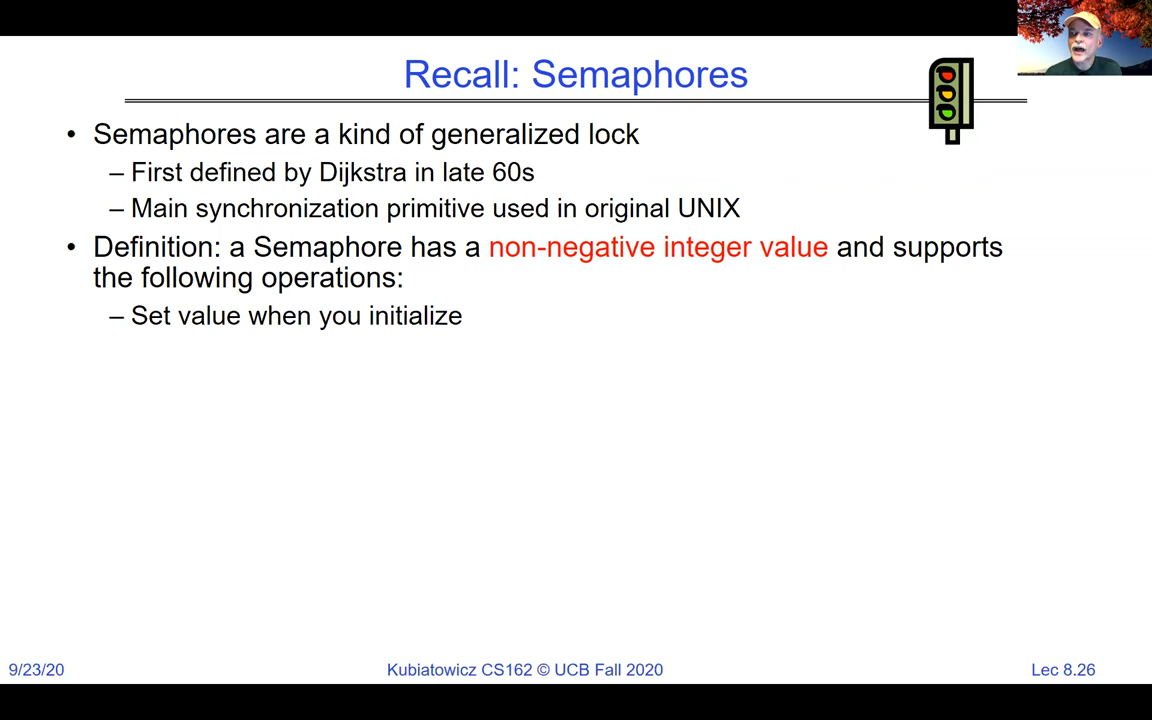 Recall: Semaphores
• Semaphores are a kind of generalized lock
– First defined by Dijkstra in late 60s
– Main synchronization primitive used in original UNIX
• Definition: a Semaphore has a non-negative integer value and supports
the following operations:
– Set value when you initialize
9/23/20
Kubiatowicz CS162 © UCB Fall 2020
Lec 8.26